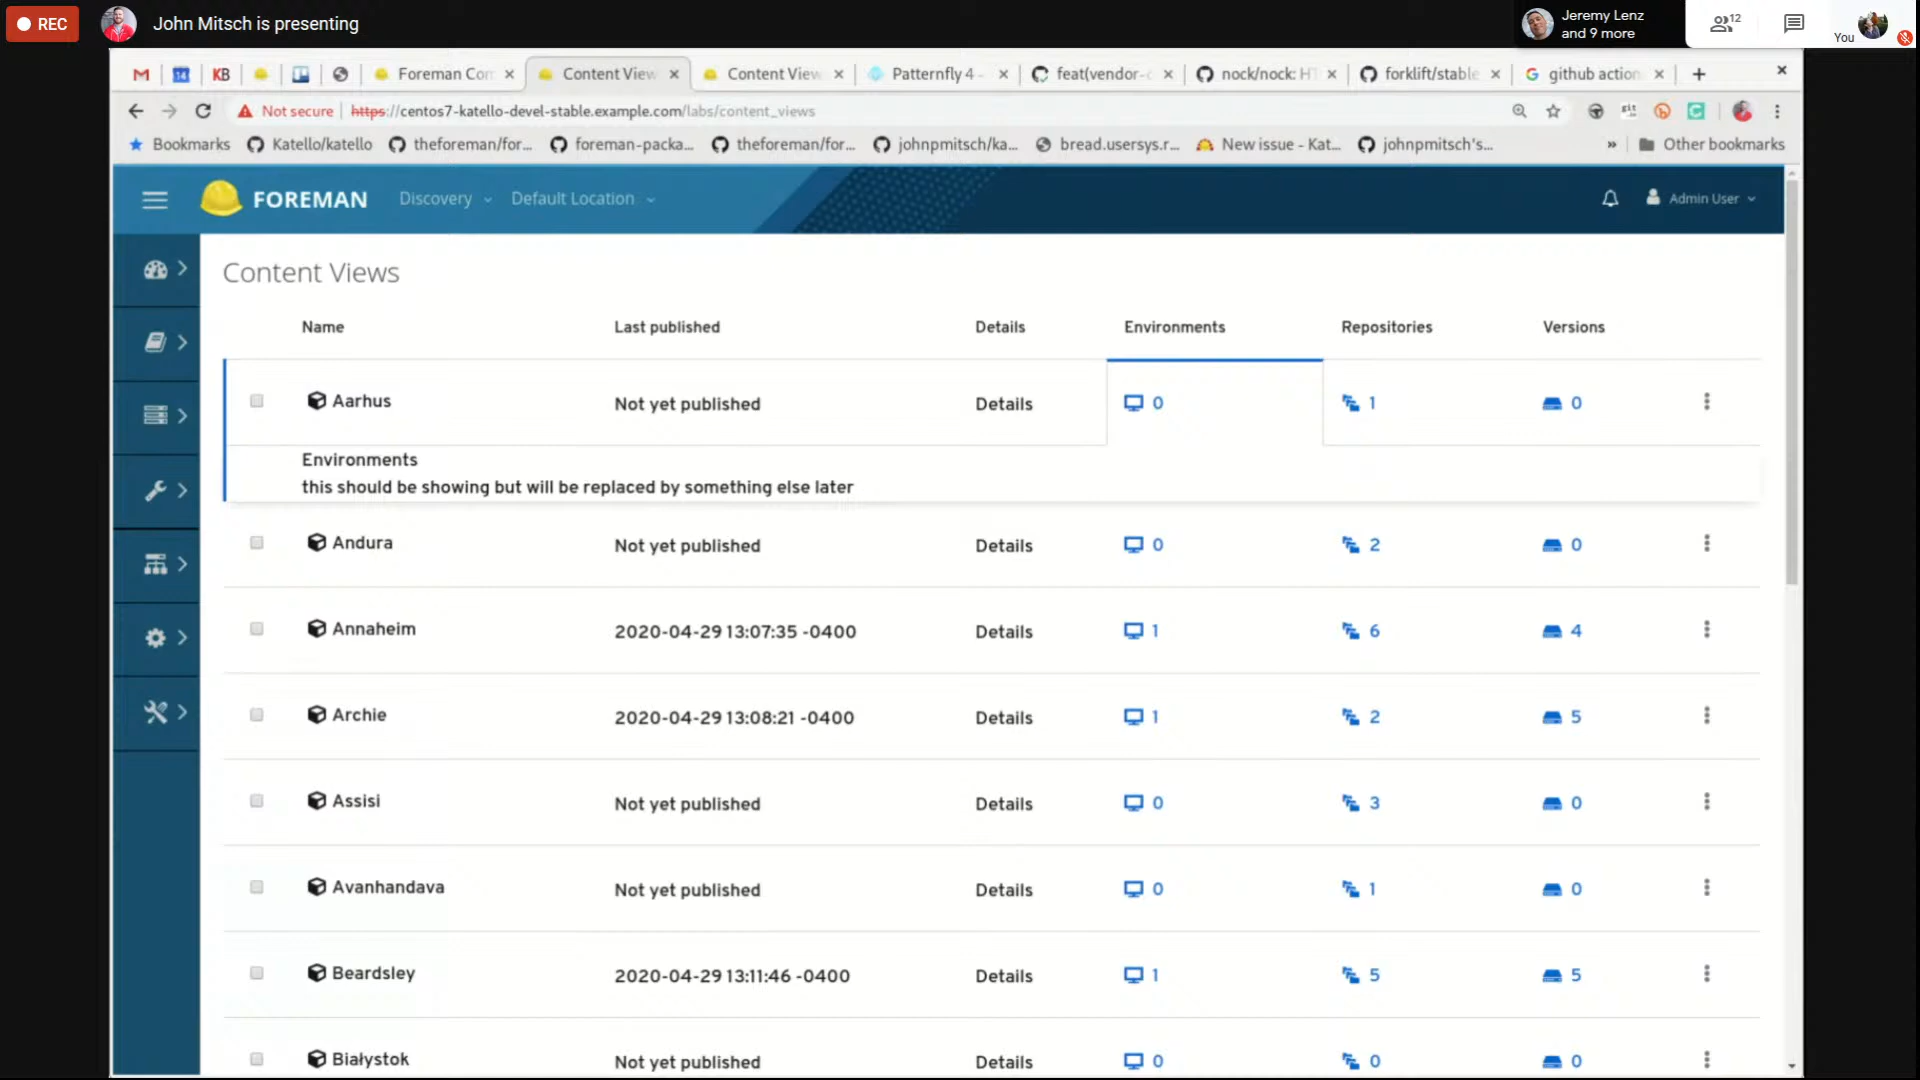 REC
John Mitsch is presenting
Jeremy Lenz
and 9 more
12
You
14
KB
Foreman Con
Content View
Content View
Patternfly 4 -
feat(vendor-
nock/nock: H
forklift/stable
github action
Not secure
https://centos7-katello-devel-stable.example.com/labs/content_views
git
Bookmarks
Katello/katello
theforeman/for...
foreman-packa...
theforeman/for...
johnpmitsch/ka...
bread.usersys.r...
New issue - Kat...
johnpmitsch's...
»
Other bookmarks
FOREMAN
Discovery
Default Location
Admin User
Content Views
Name Last published Details Environments Repositories Versions
Aarhus Not yet published Details 0 1 0
Environments
this should be showing but will be replaced by something else later
Andura Not yet published Details 0 2 0
Annaheim 2020-04-29 13:07:35 -0400 Details 1 6 4
Archie 2020-04-29 13:08:21 -0400 Details 1 2 5
Assisi Not yet published Details 0 3 0
Avanhandava Not yet published Details 0 1 0
Beardsley 2020-04-29 13:11:46 -0400 Details 1 5 5
Białystok Not yet published Details 0 0 0